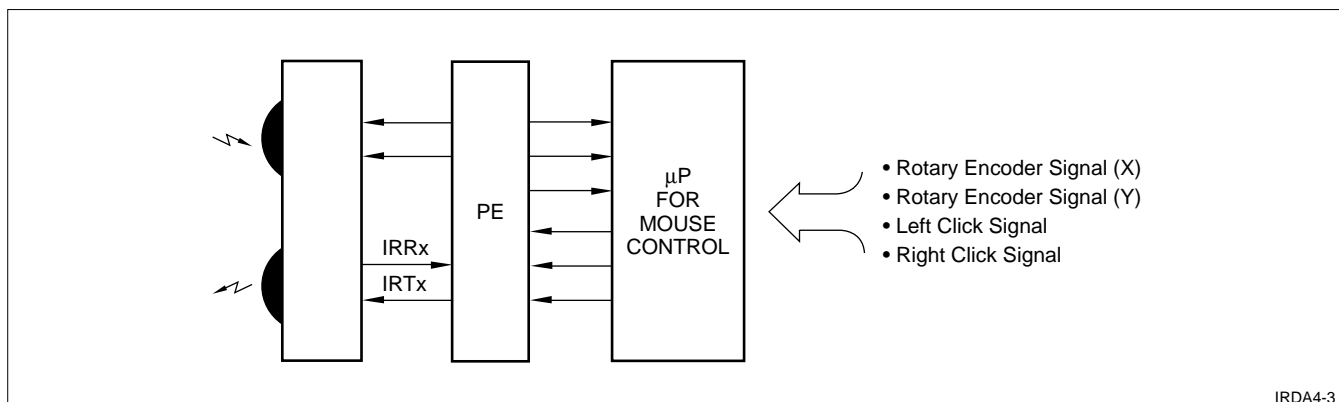 IRRx
IRTx
PE
μP
FOR
MOUSE
CONTROL
• Rotary Encoder Signal (X)
• Rotary Encoder Signal (Y)
• Left Click Signal
• Right Click Signal
IRDA4-3